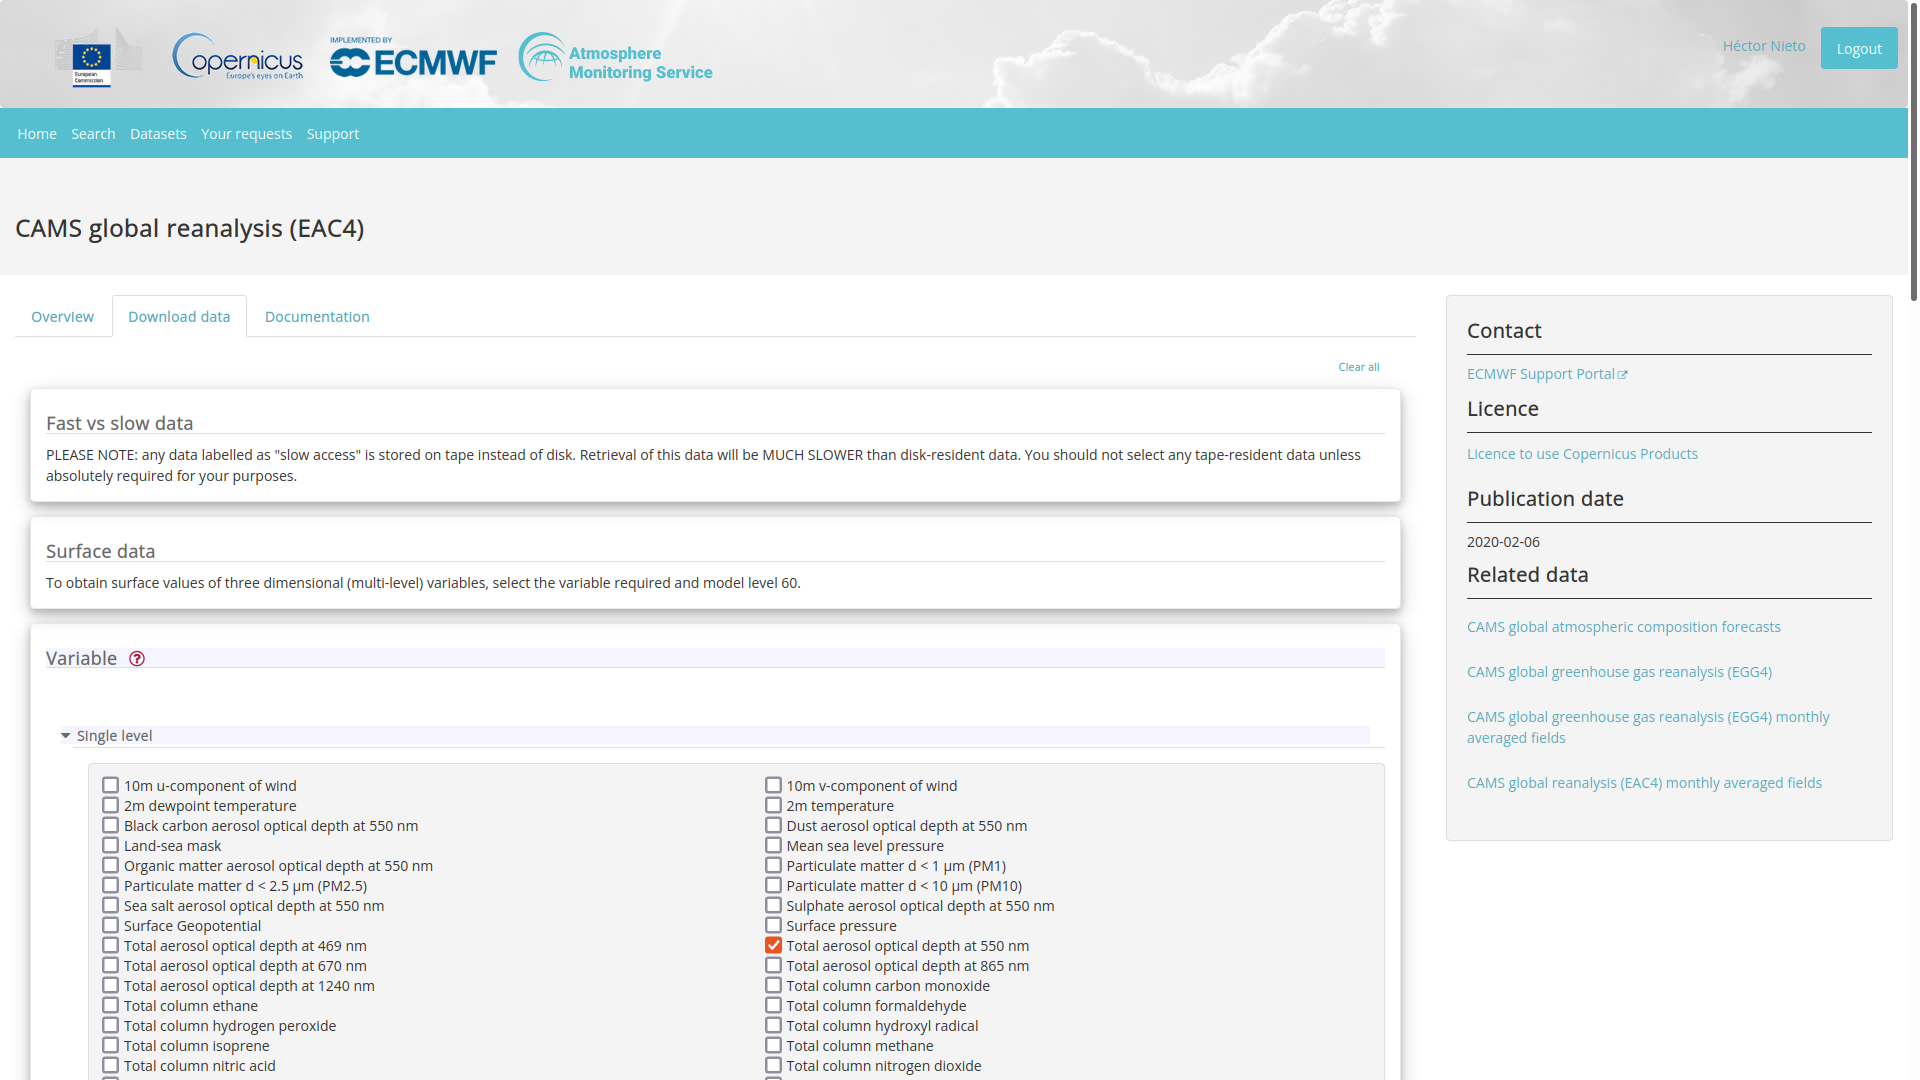 European
Commission
opernicus
Europe's eyes on Earth
IMPLEMENTED BY
ECMWF
Atmosphere
Monitoring Service
Héctor Nieto
Logout
Home Search Datasets Your requests Support
CAMS global reanalysis (EAC4)
Overview Download data Documentation
Clear all
Fast vs slow data
PLEASE NOTE: any data labelled as "slow access" is stored on tape instead of disk. Retrieval of this data will be MUCH SLOWER than disk-resident data. You should not select any tape-resident data unless
absolutely required for your purposes.
Surface data
To obtain surface values of three dimensional (multi-level) variables, select the variable required and model level 60.
Variable ?
Single level
10m u-component of wind 10m v-component of wind
2m dewpoint temperature 2m temperature
Black carbon aerosol optical depth at 550 nm Dust aerosol optical depth at 550 nm
Land-sea mask Mean sea level pressure
Organic matter aerosol optical depth at 550 nm Particulate matter d < 1 µm (PM1)
Particulate matter d < 2.5 µm (PM2.5) Particulate matter d < 10 µm (PM10)
Sea salt aerosol optical depth at 550 nm Sulphate aerosol optical depth at 550 nm
Surface Geopotential Surface pressure
Total aerosol optical depth at 469 nm Total aerosol optical depth at 550 nm
Total aerosol optical depth at 670 nm Total aerosol optical depth at 865 nm
Total aerosol optical depth at 1240 nm Total column carbon monoxide
Total column ethane Total column formaldehyde
Total column hydrogen peroxide Total column hydroxyl radical
Total column isoprene Total column methane
Total column nitric acid Total column nitrogen dioxide
Contact
ECMWF Support Portal
Licence
Licence to use Copernicus Products
Publication date
2020-02-06
Related data
CAMS global atmospheric composition forecasts
CAMS global greenhouse gas reanalysis (EGG4)
CAMS global greenhouse gas reanalysis (EGG4) monthly
averaged fields
CAMS global reanalysis (EAC4) monthly averaged fields